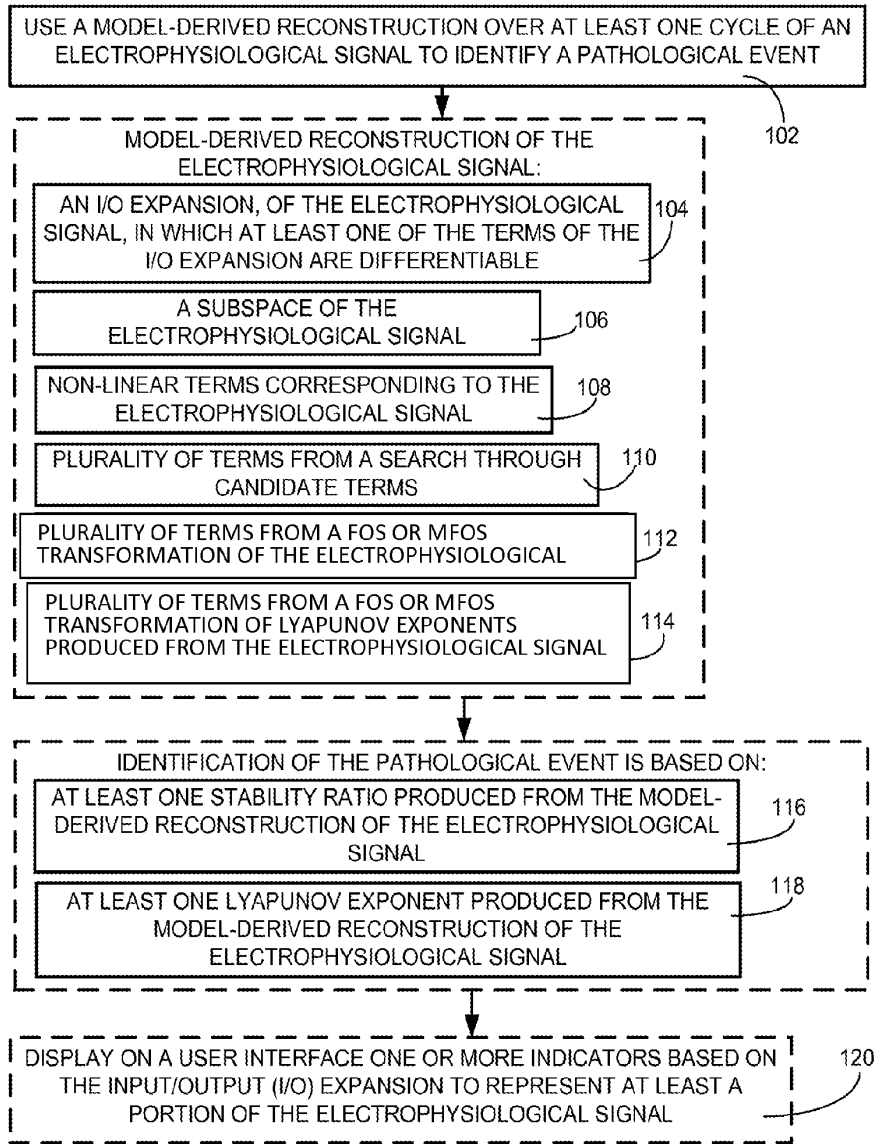 USE A MODEL-DERIVED RECONSTRUCTION OVER AT LEAST ONE CYCLE OF AN
ELECTROPHYSIOLOGICAL SIGNAL TO IDENTIFY A PATHOLOGICAL EVENT
102
MODEL-DERIVED RECONSTRUCTION OF THE
ELECTROPHYSIOLOGICAL SIGNAL:
AN I/O EXPANSION, OF THE ELECTROPHYSIOLOGICAL
SIGNAL, IN WHICH AT LEAST ONE OF THE TERMS OF THE
I/O EXPANSION ARE DIFFERENTIABLE
104
A SUBSPACE OF THE
ELECTROPHYSIOLOGICAL SIGNAL
106
NON-LINEAR TERMS CORRESPONDING TO THE
ELECTROPHYSIOLOGICAL SIGNAL
108
PLURALITY OF TERMS FROM A SEARCH THROUGH
CANDIDATE TERMS
110
PLURALITY OF TERMS FROM A FOS OR MFOS
TRANSFORMATION OF THE ELECTROPHYSIOLOGICAL
112
PLURALITY OF TERMS FROM A FOS OR MFOS
TRANSFORMATION OF LYAPUNOV EXPONENTS
PRODUCED FROM THE ELECTROPHYSIOLOGICAL SIGNAL
114
IDENTIFICATION OF THE PATHOLOGICAL EVENT IS BASED ON:
AT LEAST ONE STABILITY RATIO PRODUCED FROM THE MODEL-
DERIVED RECONSTRUCTION OF THE ELECTROPHYSIOLOGICAL
SIGNAL
116
AT LEAST ONE LYAPUNOV EXPONENT PRODUCED FROM THE
MODEL-DERIVED RECONSTRUCTION OF THE
ELECTROPHYSIOLOGICAL SIGNAL
118
DISPLAY ON A USER INTERFACE ONE OR MORE INDICATORS BASED ON
THE INPUT/OUTPUT (I/O) EXPANSION TO REPRESENT AT LEAST A
PORTION OF THE ELECTROPHYSIOLOGICAL SIGNAL
120